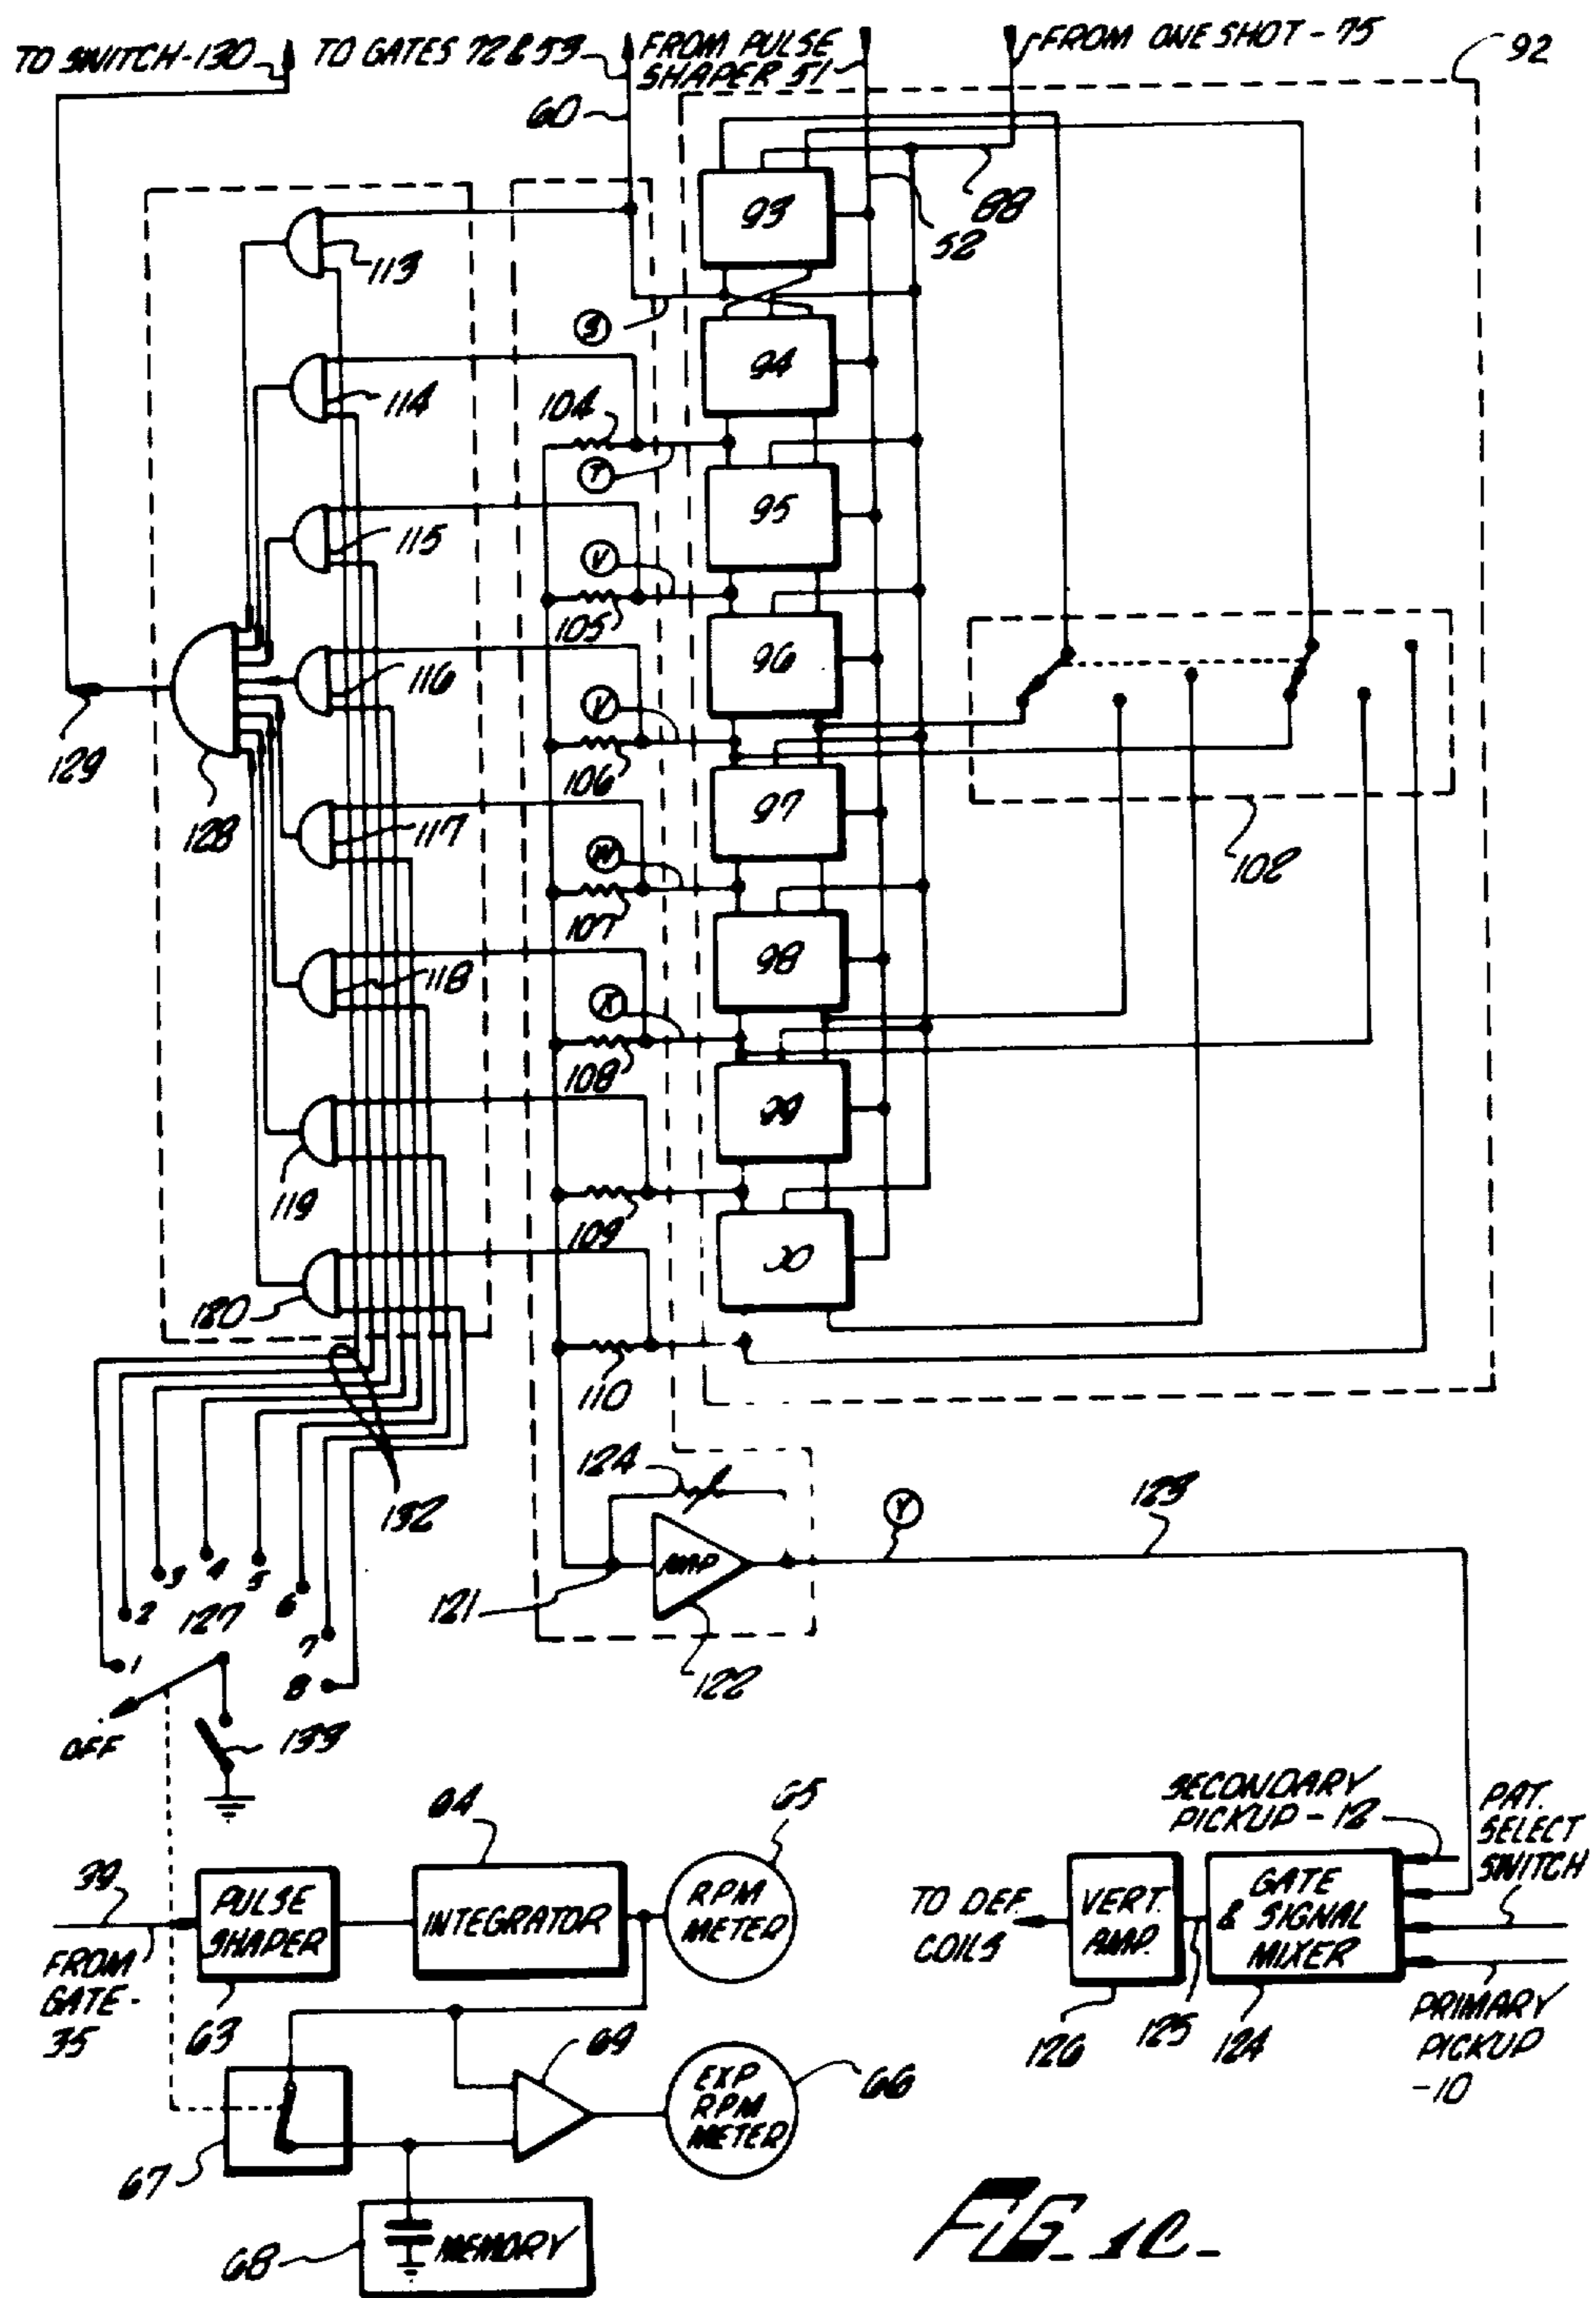 TO SWITCH-130
TO GATES 72 & 53
FROM PULSE
SHAPER 51
FROM ONE SHOT-75
92
60
93
88
52
113
S
94
114
104
T
95
115
V
105
96
116
V
106
129
128
97
117
W
107
102
98
118
X
108
99
119
109
120
110
132
124
Y
123
AMP
121
122
1
2
3
4
5
6
7
8
127
OFF
133
64
65
SECONDARY
PICKUP-12
PAT.
SELECT
SWITCH
39
PULSE
SHAPER
INTEGRATOR
RPM
METER
TO DEF.
COILS
VERT.
AMP.
GATE
& SIGNAL
MIXER
FROM
GATE-
35
63
126
125
124
PRIMARY
PICKUP
-10
69
EXP
RPM
METER
66
67
68
MEMORY
FIG. 1C.